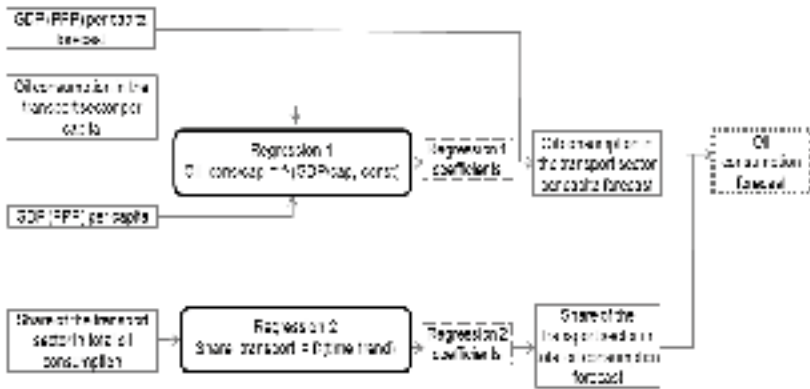 GDP (PPP) per capita
forecast
Oil consumption in the
transport sector per
capita
Regression 1
Oil cons/cap = f(GDP/cap, const)
Regression 1
coefficients
Oil consumption in
the transport sector
per capita forecast
Oil
consumption
forecast
GDP (PPP) per capita
Share of the transport
sector in total oil
consumption
Regression 2
Share transport = f(time trend)
Regression 2
coefficients
Share of the
transport sector in
total oil consumption
forecast